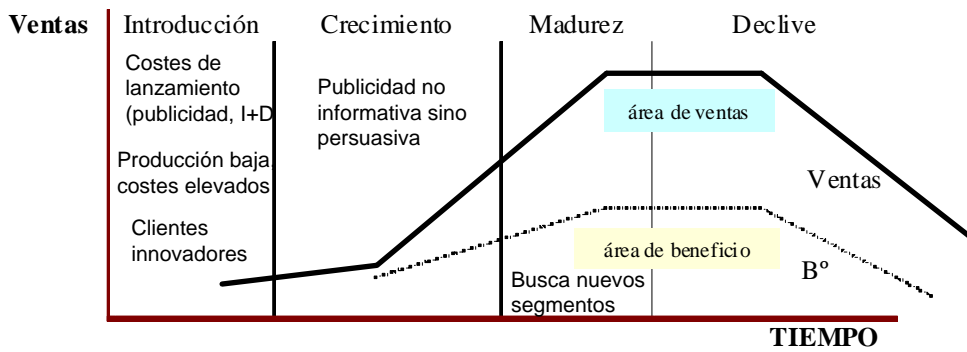 Ventas
Introducción
Crecimiento
Madurez
Declive
Costes de
lanzamiento
(publicidad, I+D
Producción baja,
costes elevados
Clientes
innovadores
Publicidad no
informativa sino
persuasiva
área de ventas
Ventas
área de beneficio
Bº
Busca nuevos
segmentos
TIEMPO